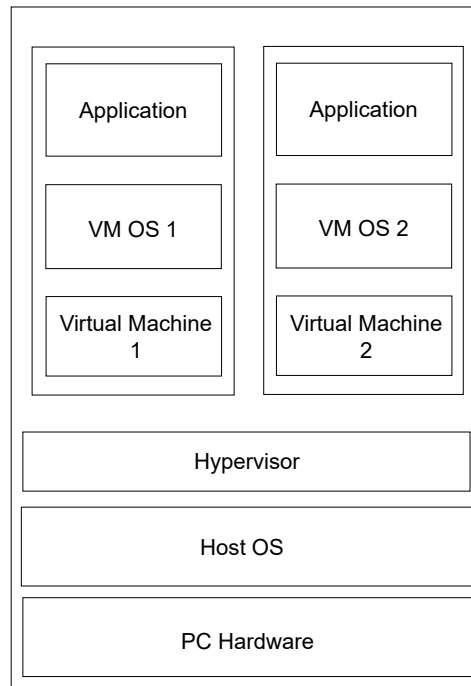 Application
VM OS 1
Virtual Machine
1
Application
VM OS 2
Virtual Machine
2
Hypervisor
Host OS
PC Hardware